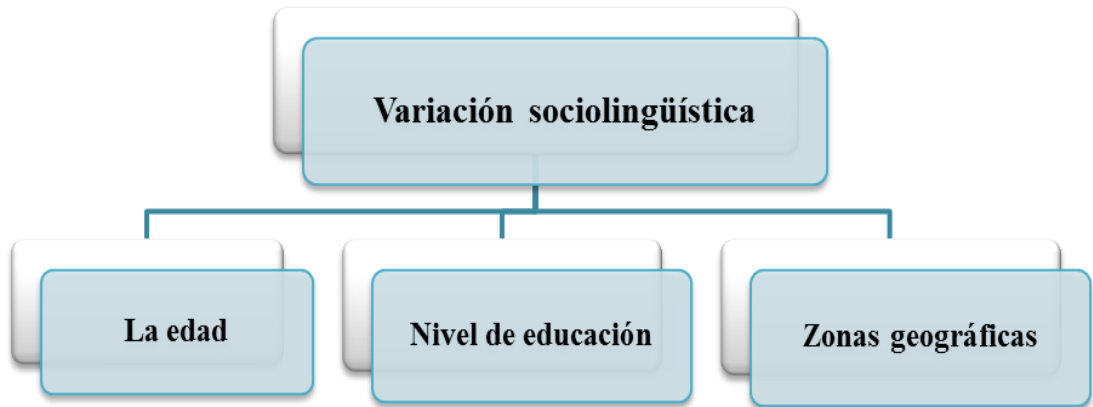 Variación sociolingüística
La edad
Nivel de educación
Zonas geográficas